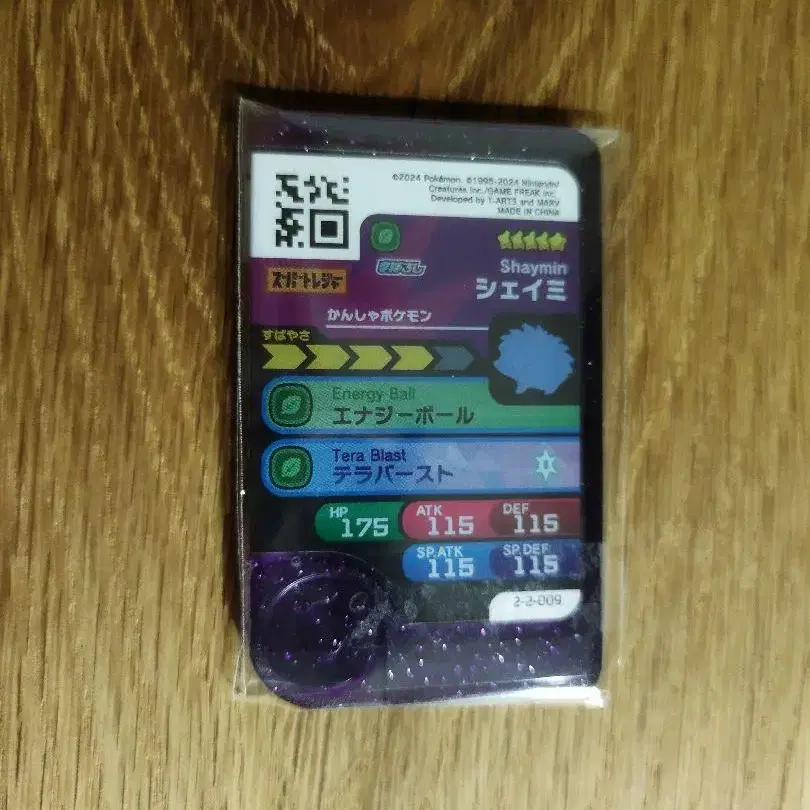 ©2024 Pokémon. ©1995-2024 Nintendo/
Creatures Inc./GAME FREAK inc.
Developed by T-ARTS and MARV
MADE IN CHINA
スーパートレジャー
Shaymin
シェイミ
かんしゃポケモン
すばやさ
Energy Ball
エナジーボール
Tera Blast
テラバースト
HP
175
ATK
115
DEF
115
SP.ATK
115
SP.DEF
115
2-2-009